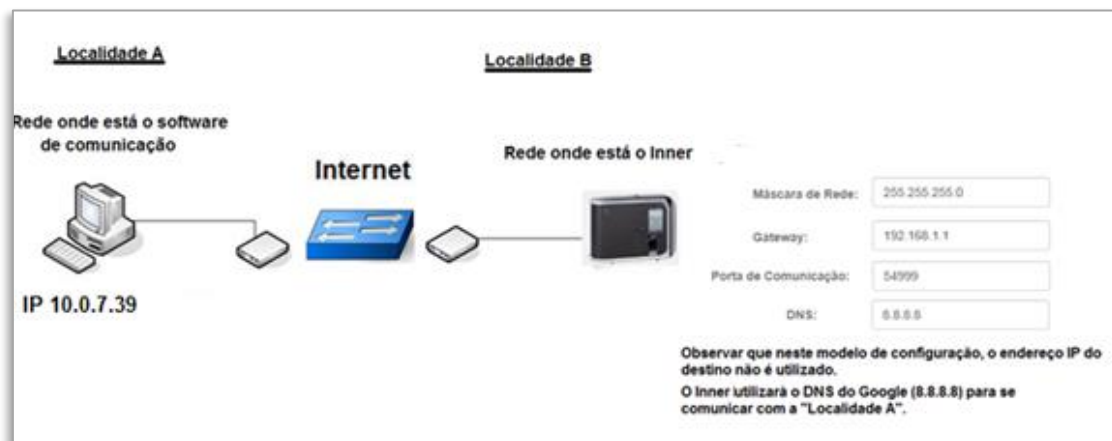 Localidade A
Localidade B
Rede onde está o software
de comunicação
Internet
Rede onde está o Inner
IP 10.0.7.39
Máscara de Rede: 255.255.255.0
Gateway: 192.168.1.1
Porta de Comunicação: 54999
DNS: 8.8.8.8
Observar que neste modelo de configuração, o endereço IP do
destino não é utilizado.
O Inner utilizará o DNS do Google (8.8.8.8) para se
comunicar com a "Localidade A".